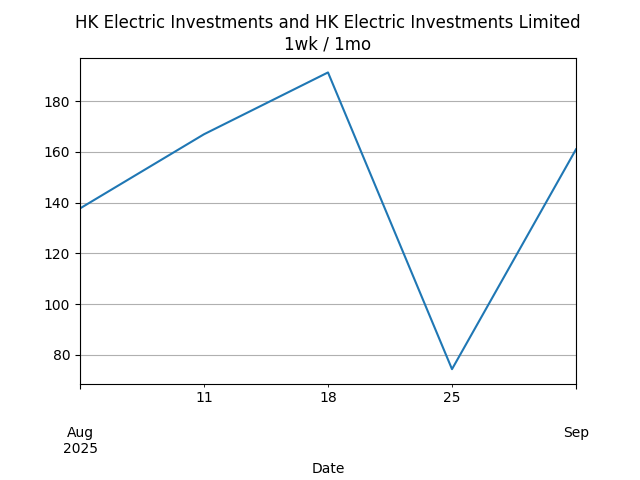 HK Electric Investments and HK Electric Investments Limited
1wk / 1mo
180
160
140
120
100
80
11
18
25
Aug
2025
Sep
Date